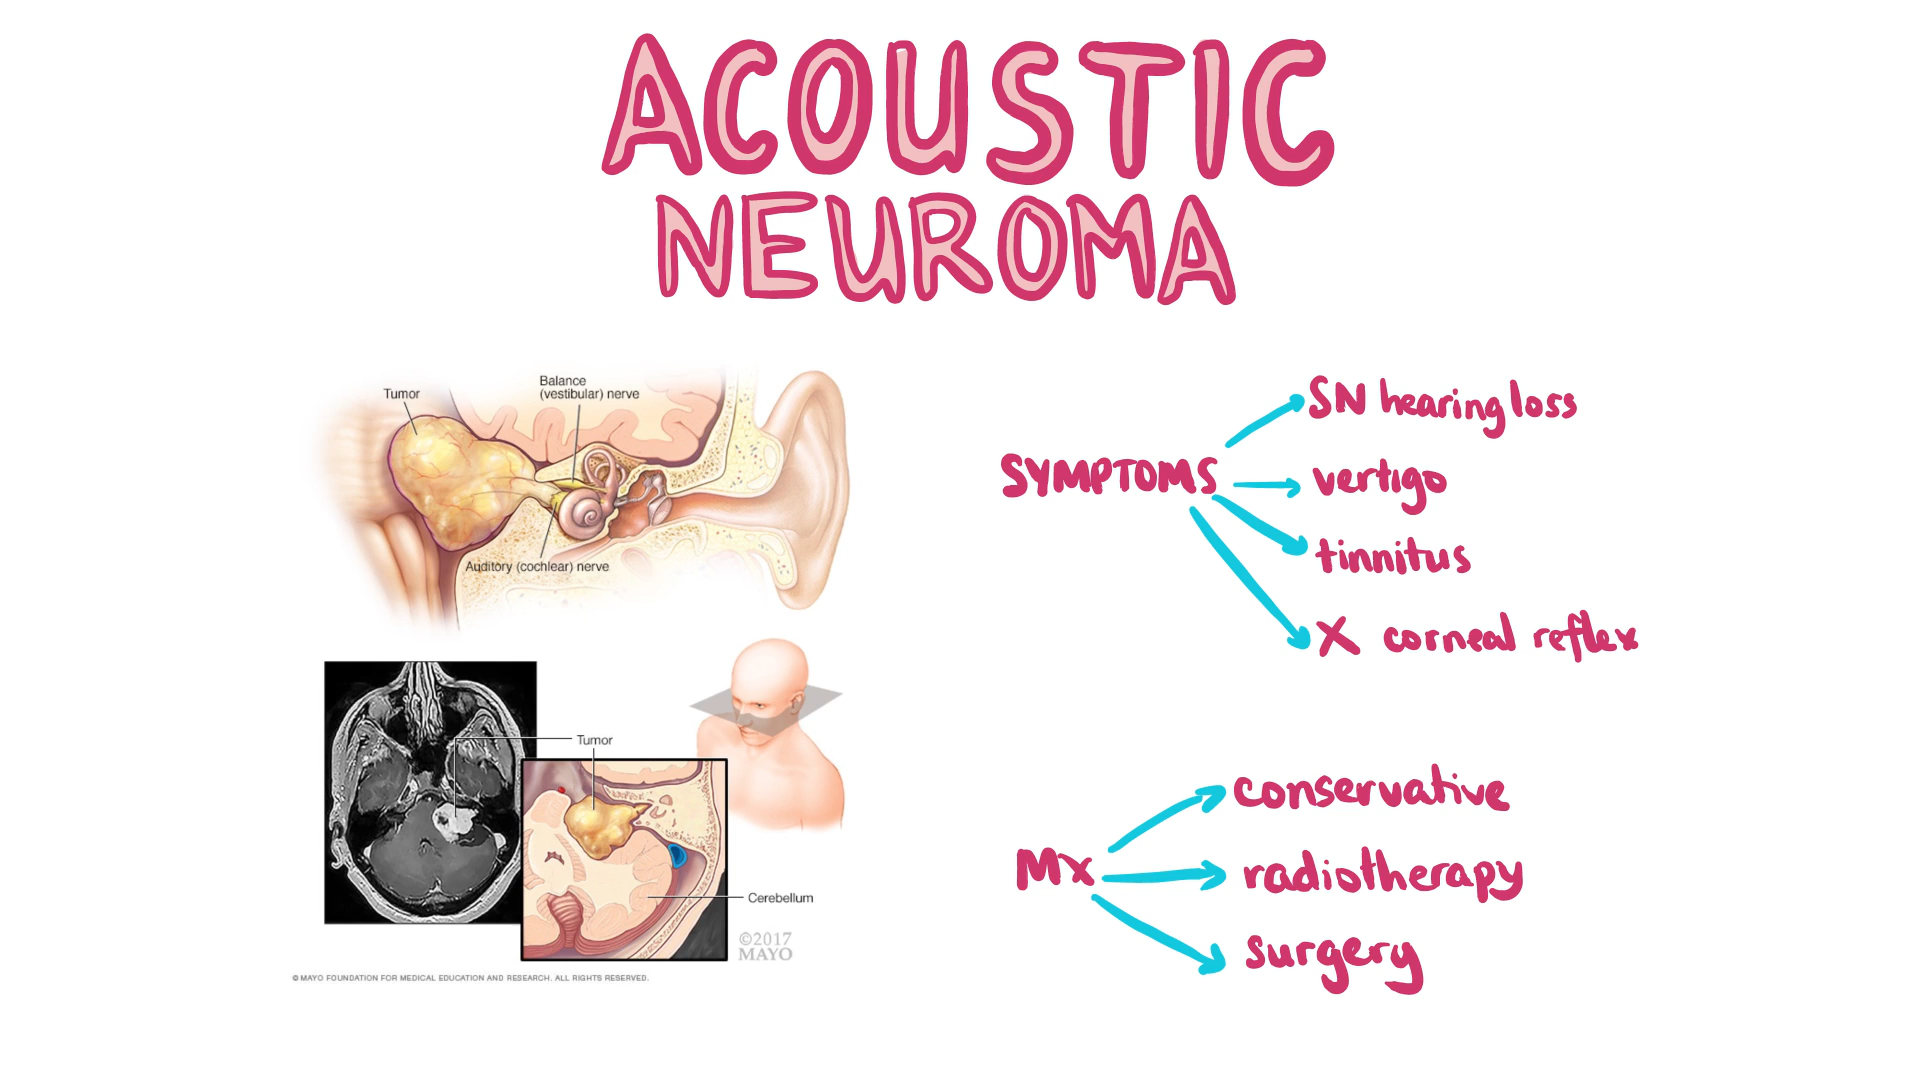 ACOUSTIC
NEUROMA
Tumor
Balance
(vestibular) nerve
Auditory (cochlear) nerve
Tumor
Cerebellum
©2017
MAYO
© MAYO FOUNDATION FOR MEDICAL EDUCATION AND RESEARCH. ALL RIGHTS RESERVED.
SYMPTOMS
SN hearing loss
vertigo
tinnitus
X corneal reflex
Mx
conservative
radiotherapy
surgery